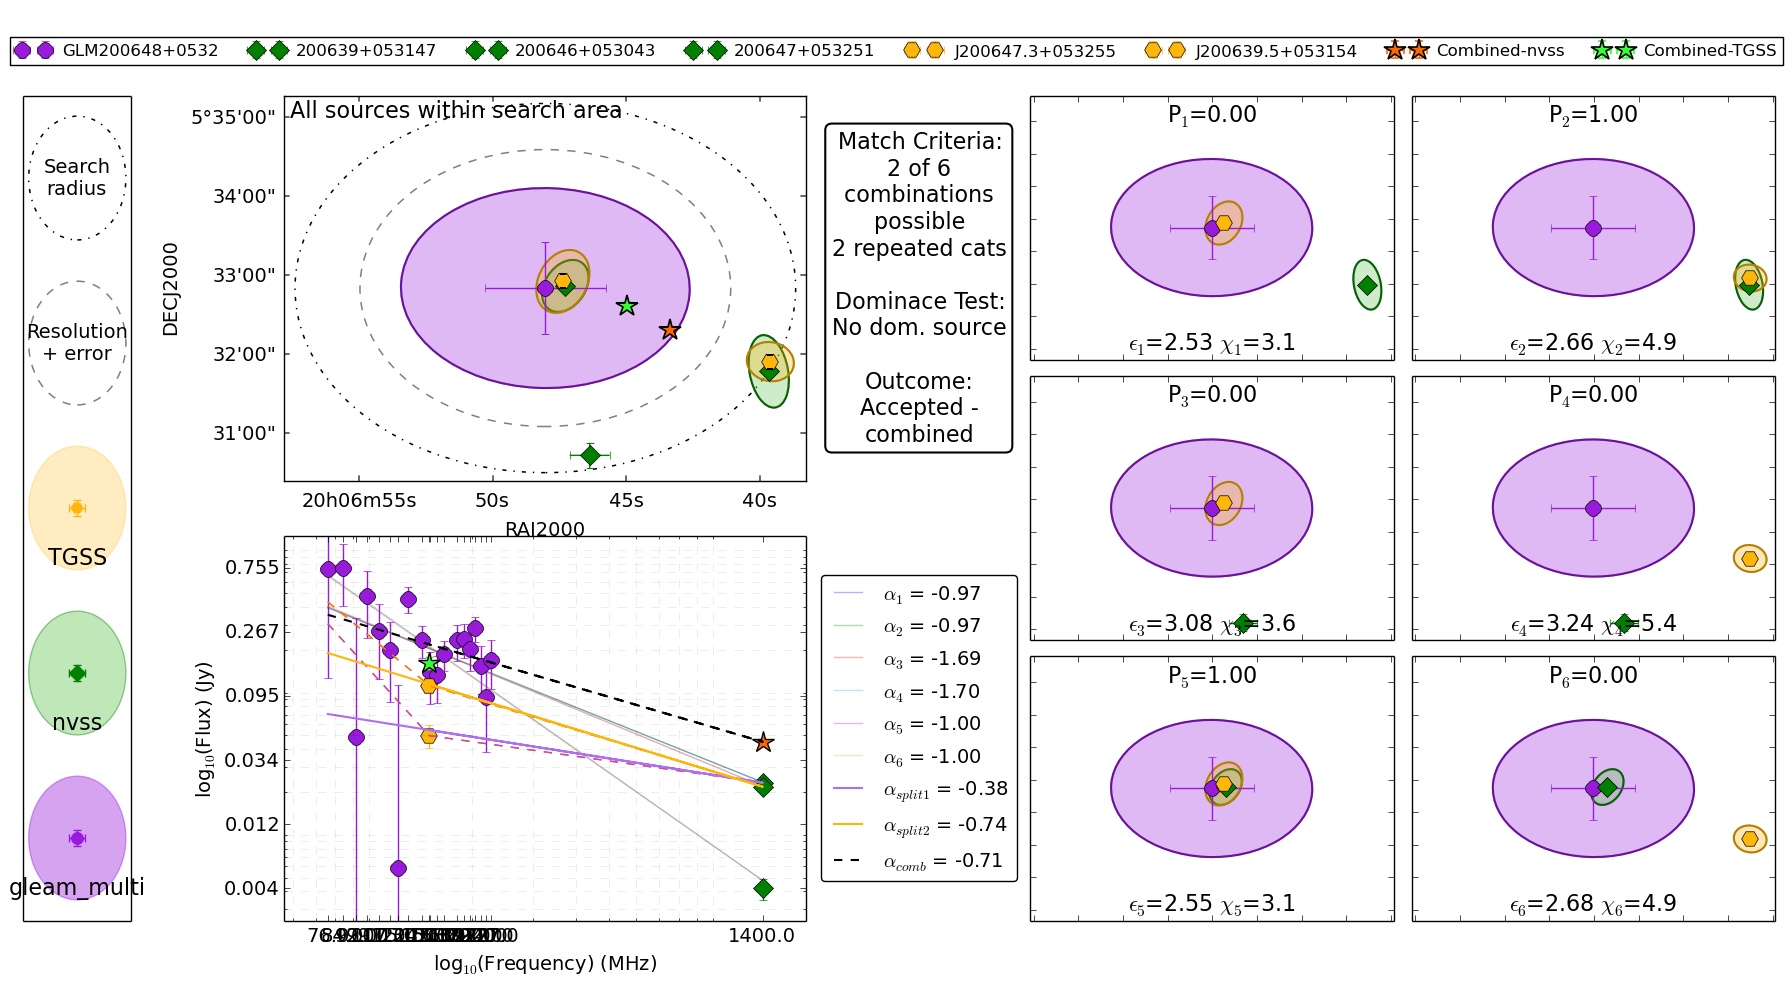 GLM200648+0532 200639+053147 200646+053043 200647+053251 J200647.3+053255 J200639.5+053154 Combined-nvss Combined-TGSS
Search
radius
Resolution
+ error
TGSS
nvss
gleam_multi
All sources within search area
5°35'00"
34'00"
33'00"
32'00"
31'00"
DECJ2000
20h06m55s 50s 45s 40s
RAJ2000
Match Criteria:
2 of 6
combinations
possible
2 repeated cats
Dominace Test:
No dom. source
Outcome:
Accepted -
combined
0.755
0.267
0.095
0.034
0.012
0.004
log10(Flux) (Jy)
1400.0
log10(Frequency) (MHz)
α1 = -0.97
α2 = -0.97
α3 = -1.69
α4 = -1.70
α5 = -1.00
α6 = -1.00
αsplit1 = -0.38
αsplit2 = -0.74
αcomb = -0.71
P1=0.00
ϵ1=2.53 χ1=3.1
P2=1.00
ϵ2=2.66 χ2=4.9
P3=0.00
ϵ3=3.08 χ3=3.6
P4=0.00
ϵ4=3.24 χ4=5.4
P5=1.00
ϵ5=2.55 χ5=3.1
P6=0.00
ϵ6=2.68 χ6=4.9